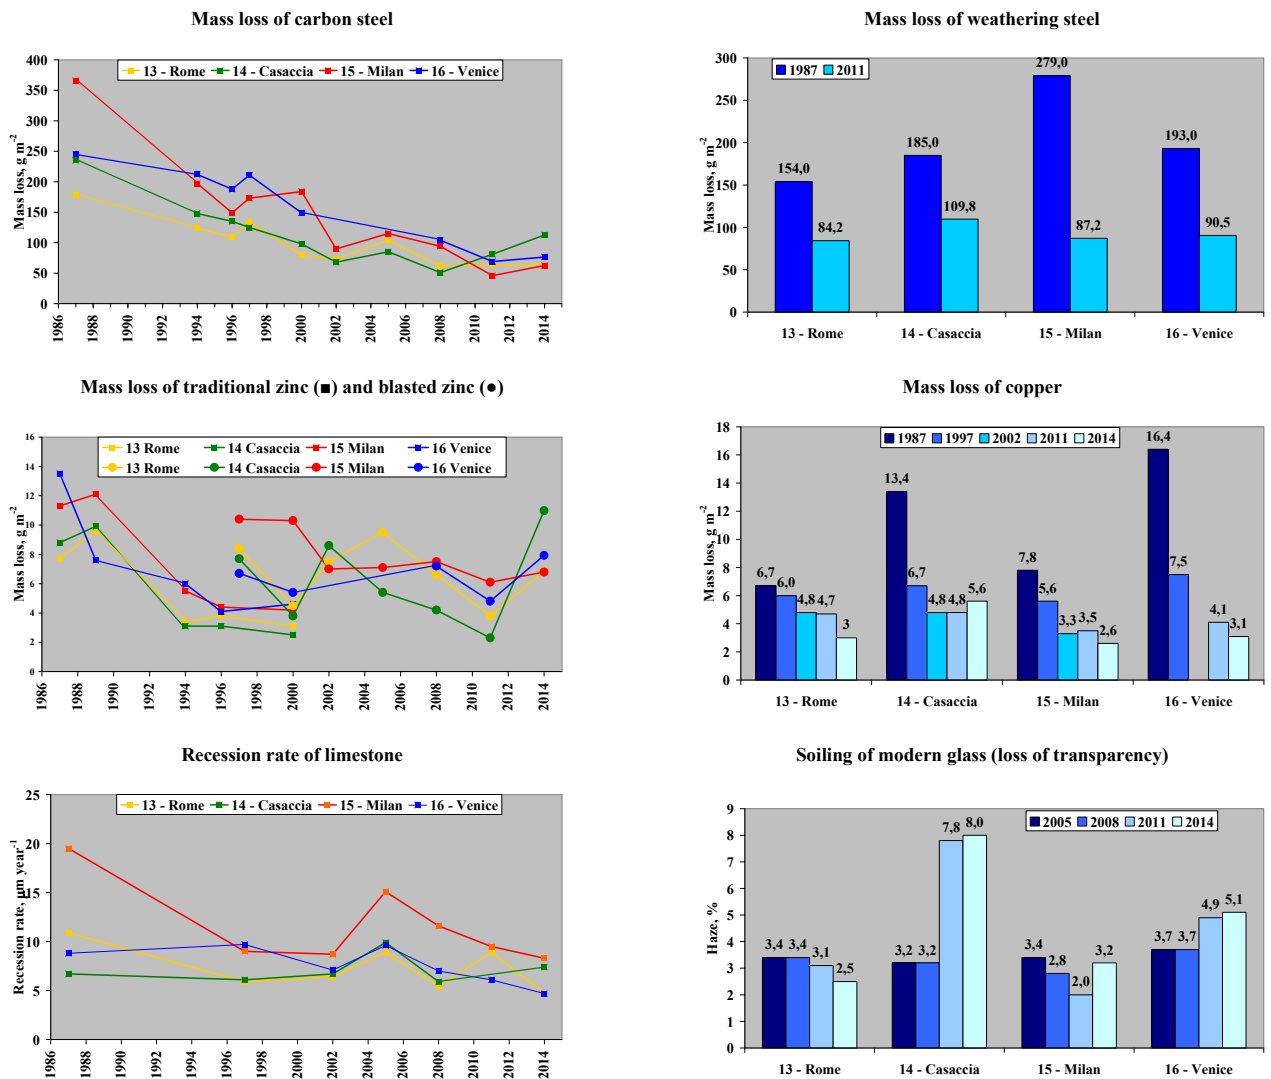 Mass loss of carbon steel
Mass loss, g m-2
400
350
300
250
200
150
100
50
0
13 - Rome 14 - Casaccia 15 - Milan 16 - Venice
1986 1988 1990 1992 1994 1996 1998 2000 2002 2004 2006 2008 2010 2012 2014
Mass loss of weathering steel
Mass loss, g m-2
300
250
200
150
100
50
0
1987 2011
154,0 84,2 185,0 109,8 279,0 87,2 193,0 90,5
13 - Rome 14 - Casaccia 15 - Milan 16 - Venice
Mass loss of traditional zinc (■) and blasted zinc (●)
Mass loss, g m-2
16
14
12
10
8
6
4
2
0
13 Rome 14 Casaccia 15 Milan 16 Venice
13 Rome 14 Casaccia 15 Milan 16 Venice
1986 1988 1990 1992 1994 1996 1998 2000 2002 2004 2006 2008 2010 2012 2014
Mass loss of copper
Mass loss, g m-2
18
16
14
12
10
8
6
4
2
0
1987 1997 2002 2011 2014
6,7 6,0 4,8 4,7 3 13,4 6,7 4,8 4,8 5,6 7,8 5,6 3,3 3,5 2,6 16,4 7,5 4,1 3,1
13 - Rome 14 - Casaccia 15 - Milan 16 - Venice
Recession rate of limestone
Recession rate, µm year-1
25
20
15
10
5
0
13 - Rome 14 - Casaccia 15 - Milan 16 - Venice
1986 1988 1990 1992 1994 1996 1998 2000 2002 2004 2006 2008 2010 2012 2014
Soiling of modern glass (loss of transparency)
Haze, %
9
8
7
6
5
4
3
2
1
0
2005 2008 2011 2014
3,4 3,4 3,1 2,5 3,2 3,2 7,8 8,0 3,4 2,8 2,0 3,2 3,7 3,7 4,9 5,1
13 - Rome 14 - Casaccia 15 - Milan 16 - Venice